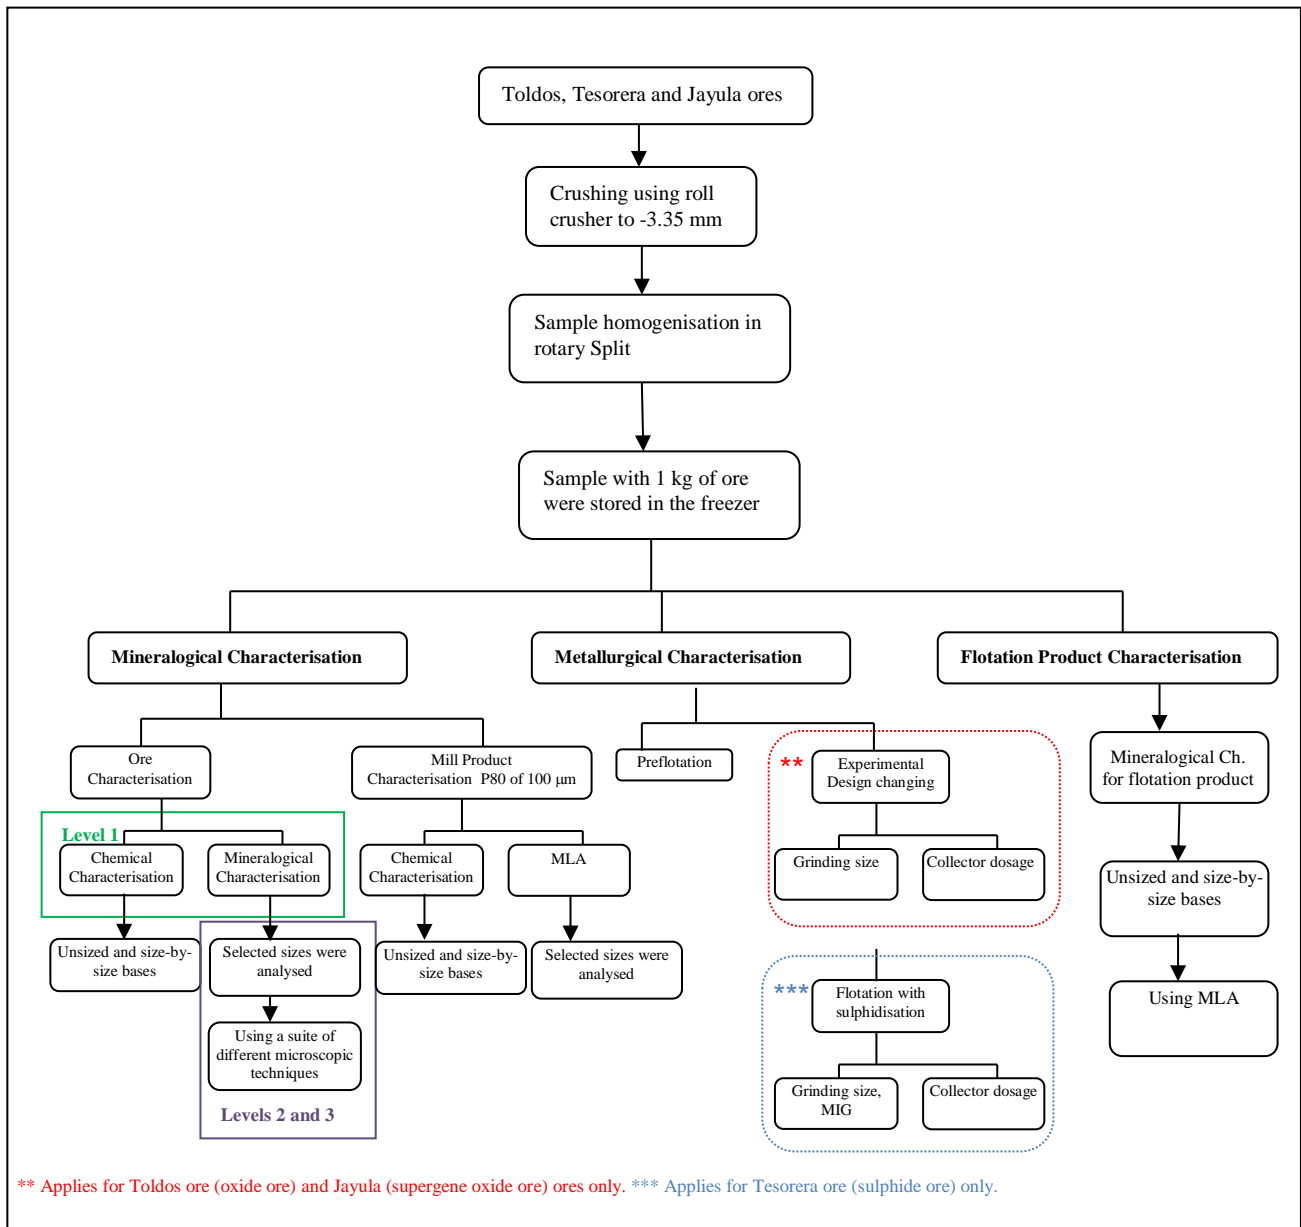 Toldos, Tesorera and Jayula ores
Crushing using roll
crusher to -3.35 mm
Sample homogenisation in
rotary Split
Sample with 1 kg of ore
were stored in the freezer
Mineralogical Characterisation
Metallurgical Characterisation
Flotation Product Characterisation
Ore
Characterisation
Mill Product
Characterisation P80 of 100 µm
Preflotation
**
Experimental
Design changing
Mineralogical Ch.
for flotation product
Level 1
Chemical
Characterisation
Mineralogical
Characterisation
Chemical
Characterisation
MLA
Grinding size
Collector dosage
Unsized and size-by-
size bases
Unsized and size-by-
size bases
Selected sizes were
analysed
Unsized and size-by-
size bases
Selected sizes were
analysed
***
Flotation with
sulphidisation
Using MLA
Using a suite of
different microscopic
techniques
Grinding size,
MIG
Collector dosage
Levels 2 and 3
** Applies for Toldos ore (oxide ore) and Jayula (supergene oxide ore) ores only. *** Applies for Tesorera ore (sulphide ore) only.